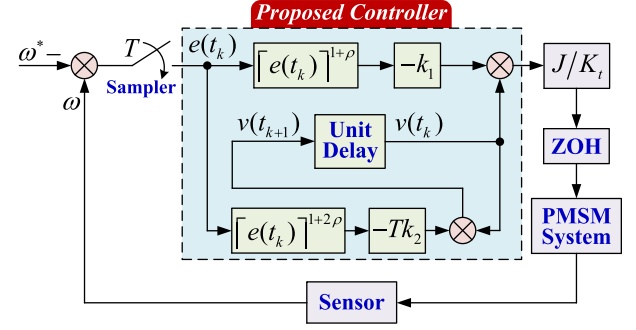 Proposed Controller
ω* −
T
Sampler
e(t_k)
⌈e(t_k)⌉^{1+ρ}
−k_1
J/K_t
ω
v(t_{k+1})
Unit
Delay
v(t_k)
ZOH
⌈e(t_k)⌉^{1+2ρ}
−Tk_2
PMSM
System
Sensor